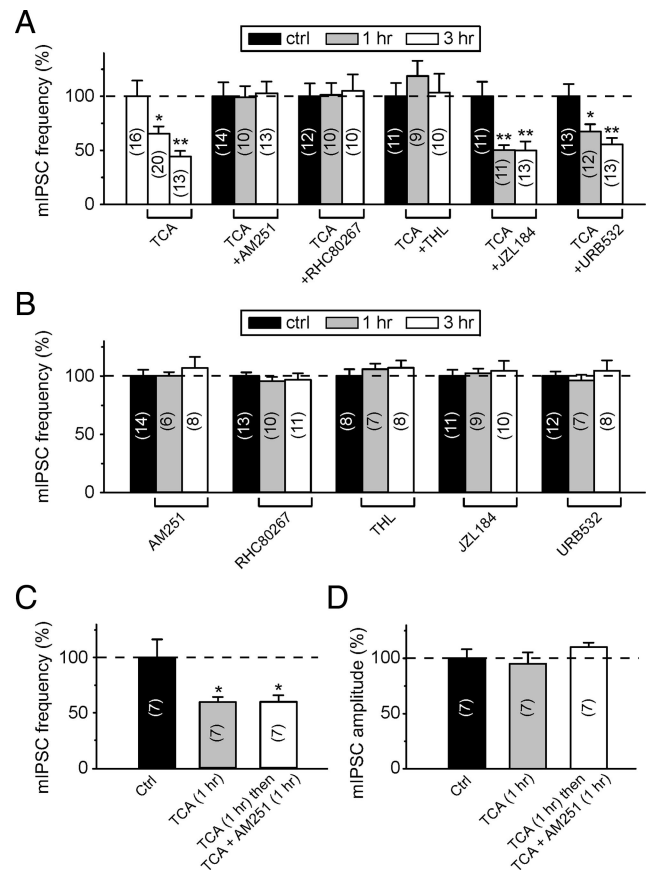 A
ctrl 1 hr 3 hr
mIPSC frequency (%)
100
50
0
* ** ** ** * **
(16) (20) (13) (14) (10) (13) (12) (10) (10) (11) (9) (10) (11) (11) (13) (13) (12) (13)
TCA
TCA
+AM251
TCA
+RHC80267
TCA
+THL
TCA
+JZL184
TCA
+URB532
B
ctrl 1 hr 3 hr
mIPSC frequency (%)
100
50
0
(14) (6) (8) (13) (10) (11) (8) (7) (8) (11) (9) (10) (12) (7) (8)
AM251
RHC80267
THL
JZL184
URB532
C
mIPSC frequency (%)
100
50
0
* *
(7) (7) (7)
Ctrl
TCA (1 hr)
TCA (1 hr) then
TCA + AM251 (1 hr)
D
mIPSC amplitude (%)
100
50
0
(7) (7) (7)
Ctrl
TCA (1 hr)
TCA (1 hr) then
TCA + AM251 (1 hr)